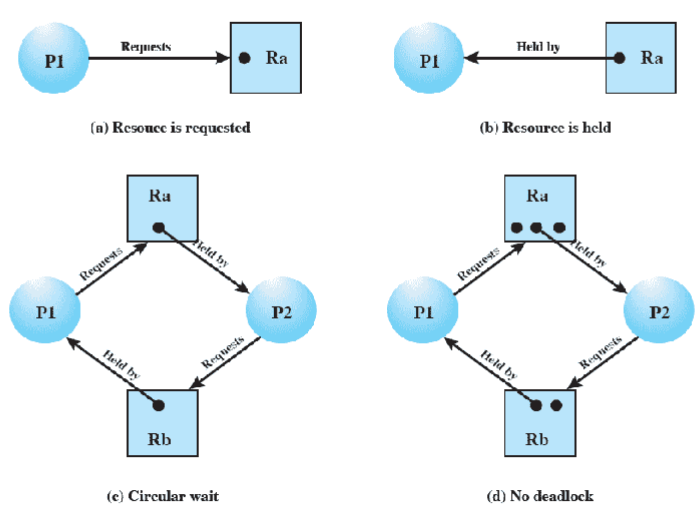 Requests
P1
Ra
(a) Resouce is requested
Held by
P1
Ra
(b) Resource is held
Ra
Requests
Held by
P1
P2
Held by
Requests
Rb
(c) Circular wait
Ra
Requests
Held by
P1
P2
Held by
Requests
Rb
(d) No deadlock